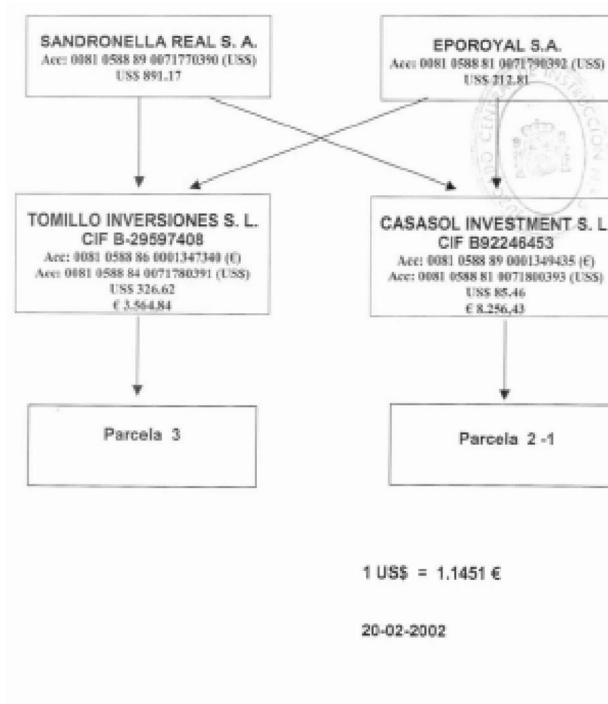 SANDRONELLA REAL S. A.
Acc: 0081 0588 89 0071770390 (US$)
US$ 891.17
EPOROYAL S.A.
Acc: 0081 0588 81 0071790392 (US$)
US$ 212.81
TOMILLO INVERSIONES S. L.
CIF B-29597408
Acc: 0081 0588 86 0001347340 (€)
Acc: 0081 0588 84 0071780391 (US$)
US$ 326.62
€ 3.564,84
CASASOL INVESTMENT S. L
CIF B92246453
Acc: 0081 0588 89 0001349435 (€)
Acc: 0081 0588 81 0071800393 (US$)
US$ 85.46
€ 8.256,43
Parcela 3
Parcela 2 -1
1 US$ = 1.1451 €
20-02-2002